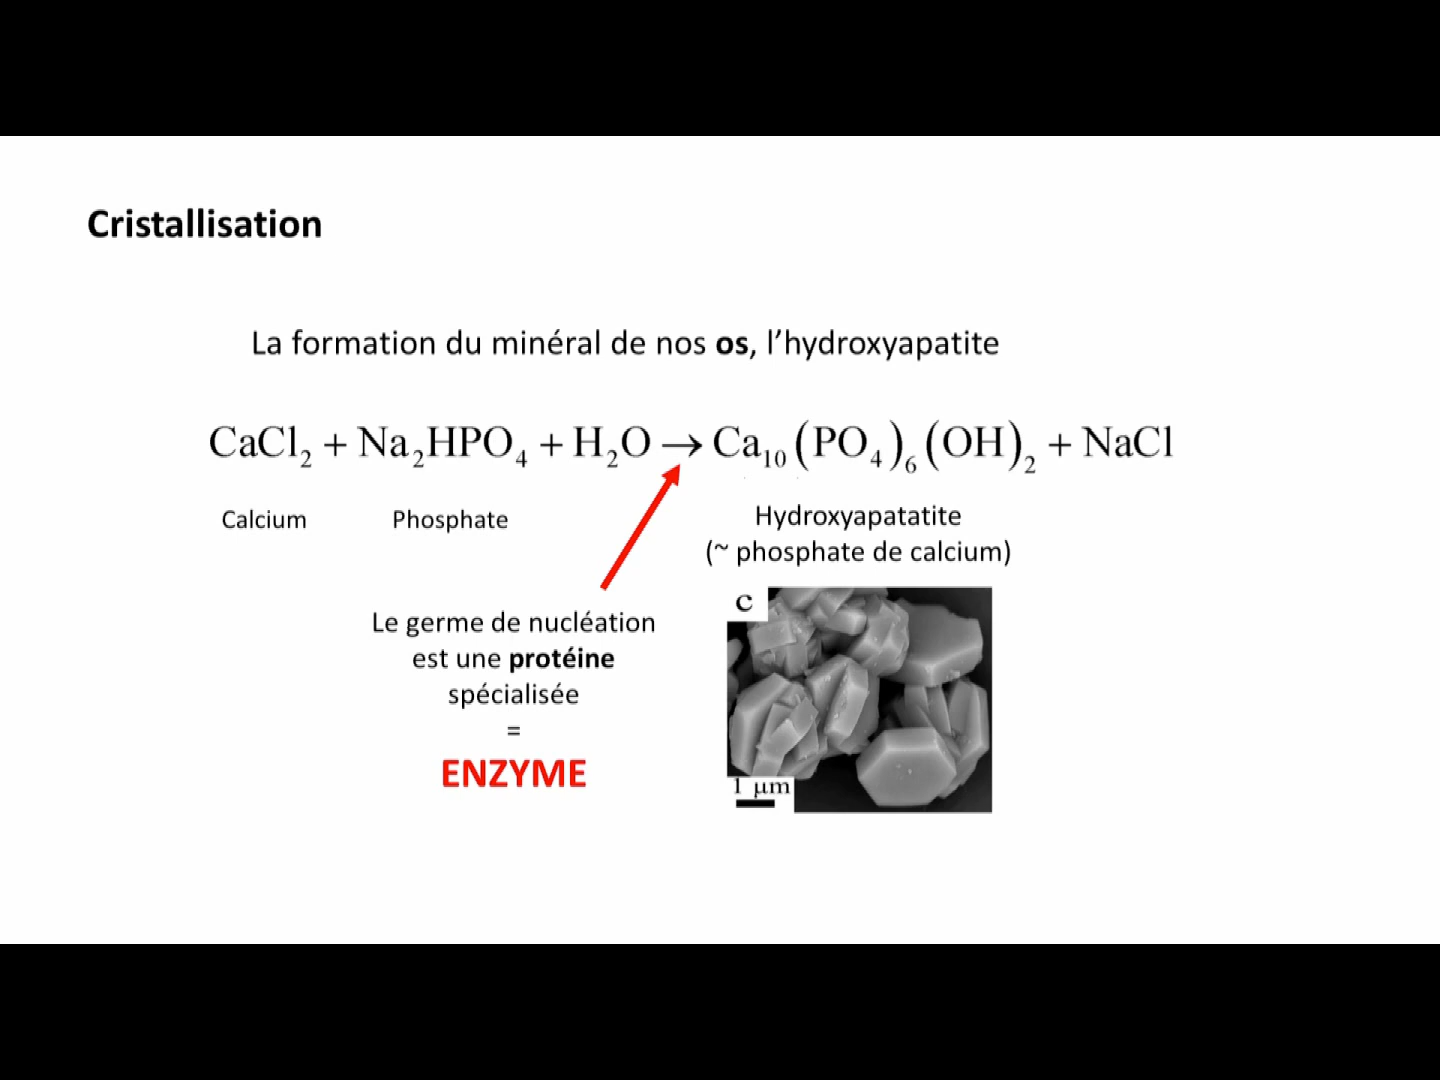 Cristallisation
La formation du minéral de nos os, l'hydroxyapatite
CaCl₂ + Na₂HPO₄ + H₂O → Ca₁₀(PO₄)₆(OH)₂ + NaCl
Calcium Phosphate
Hydroxyapatatite
(~ phosphate de calcium)
Le germe de nucléation
est une protéine
spécialisée
=
ENZYME
c
1 µm